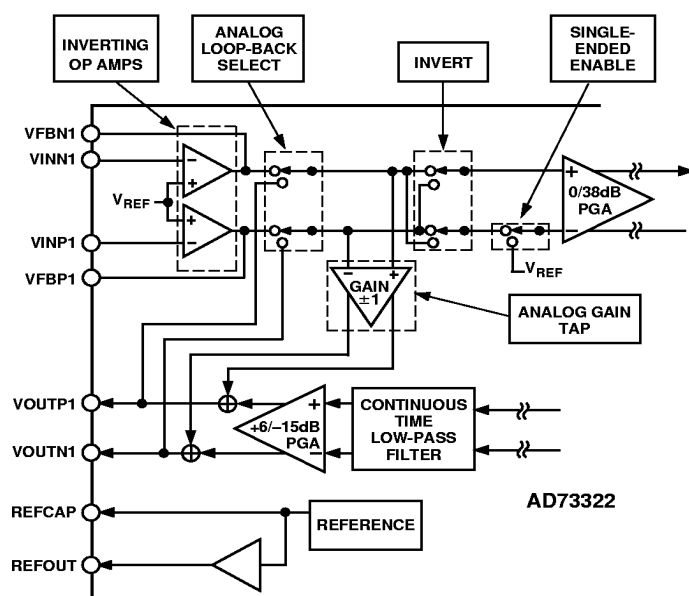 INVERTING
OP AMPS
ANALOG
LOOP-BACK
SELECT
INVERT
SINGLE-
ENDED
ENABLE
VFBN1
VINN1
VREF
VINP1
VFBP1
−
+
+
−
+
0/38dB
PGA
−
VREF
−
+
GAIN
±1
ANALOG GAIN
TAP
VOUTP1
VOUTN1
+
+6/−15dB
PGA
−
CONTINUOUS
TIME
LOW-PASS
FILTER
AD73322
REFCAP
REFERENCE
REFOUT